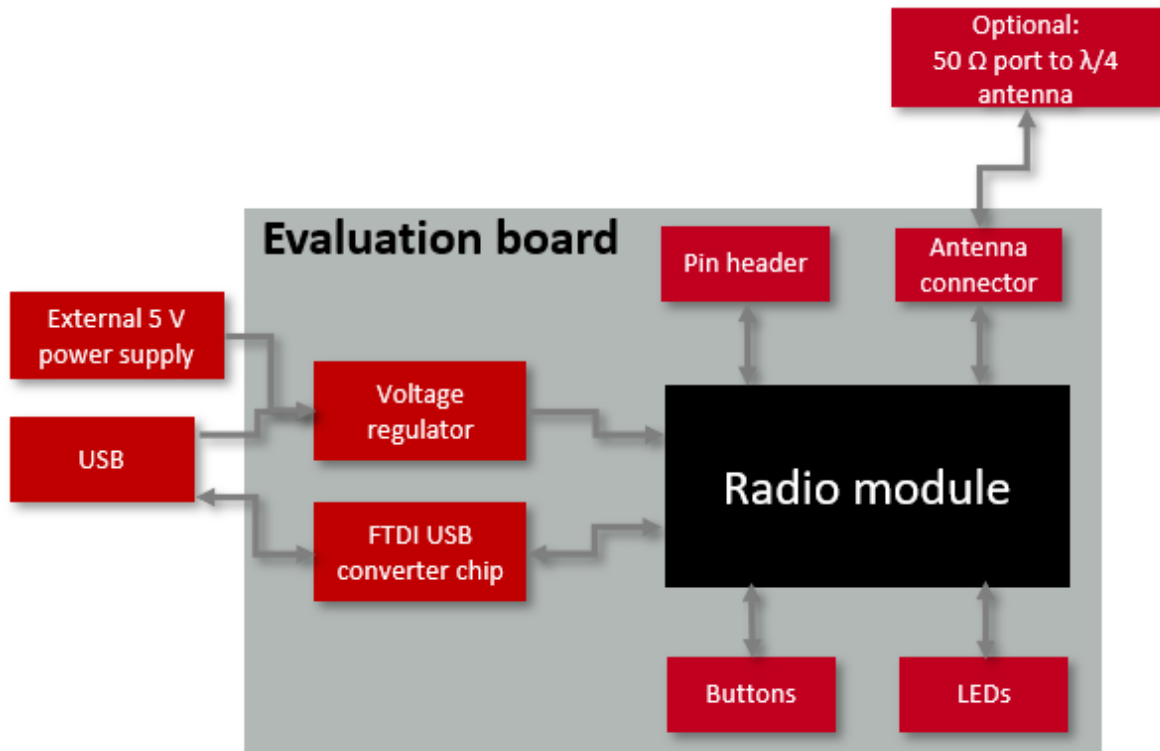 Optional:
50 Ω port to λ/4
antenna
Evaluation board
Pin header
Antenna
connector
External 5 V
power supply
Voltage
regulator
USB
Radio module
FTDI USB
converter chip
Buttons
LEDs